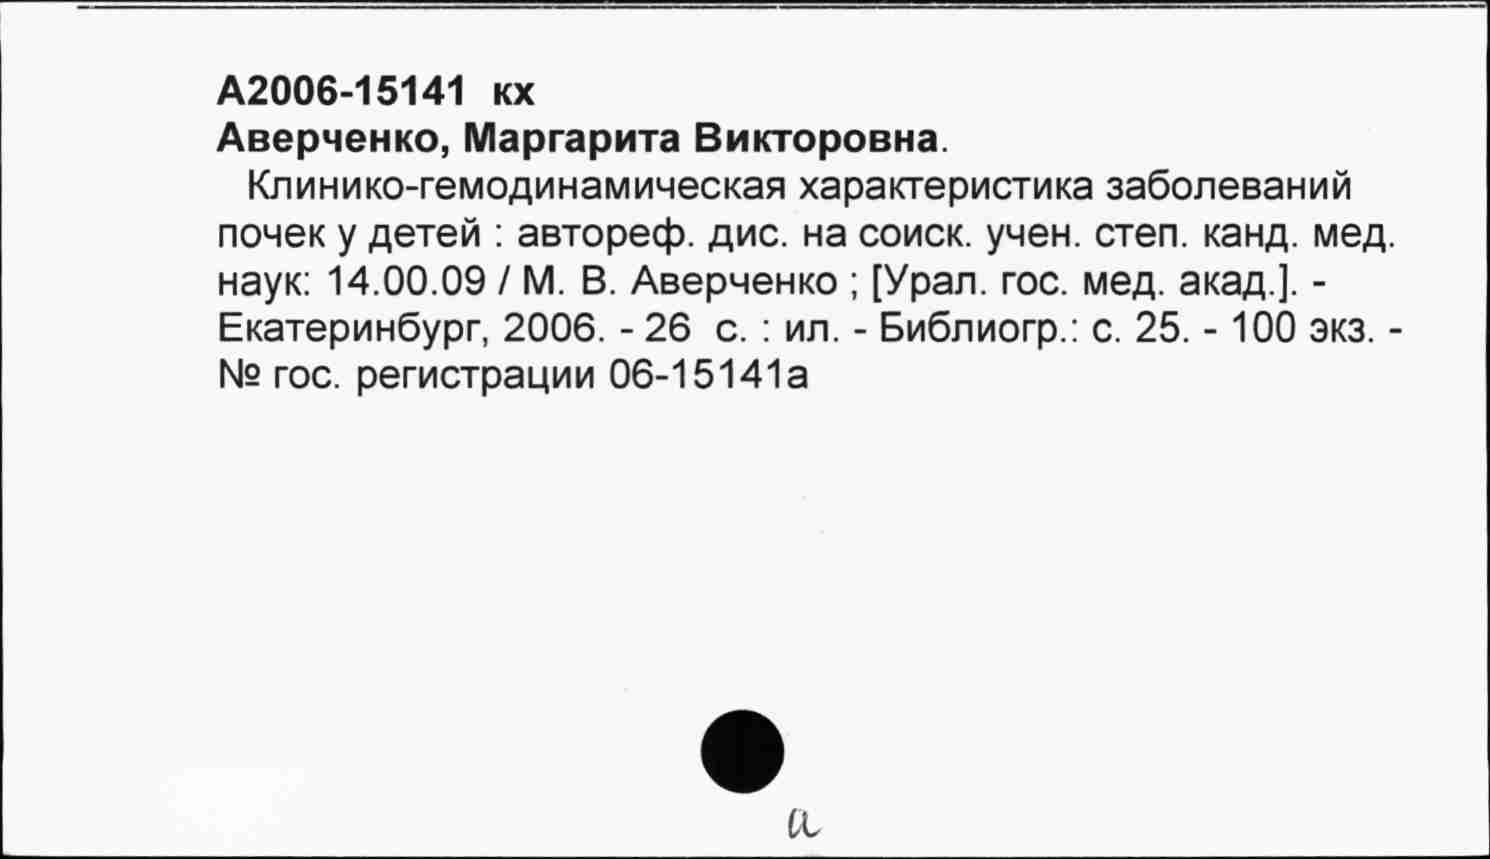 А2006-15141 кх
Аверченко, Маргарита Викторовна.
Клинико-гемодинамическая характеристика заболеваний
почек у детей : автореф. дис. на соиск. учен. степ. канд. мед.
наук: 14.00.09 / М. В. Аверченко ; [Урал. гос. мед. акад.]. -
Екатеринбург, 2006. - 26 с. : ил. - Библиогр.: с. 25. - 100 экз. -
№ гос. регистрации 06-15141а
а